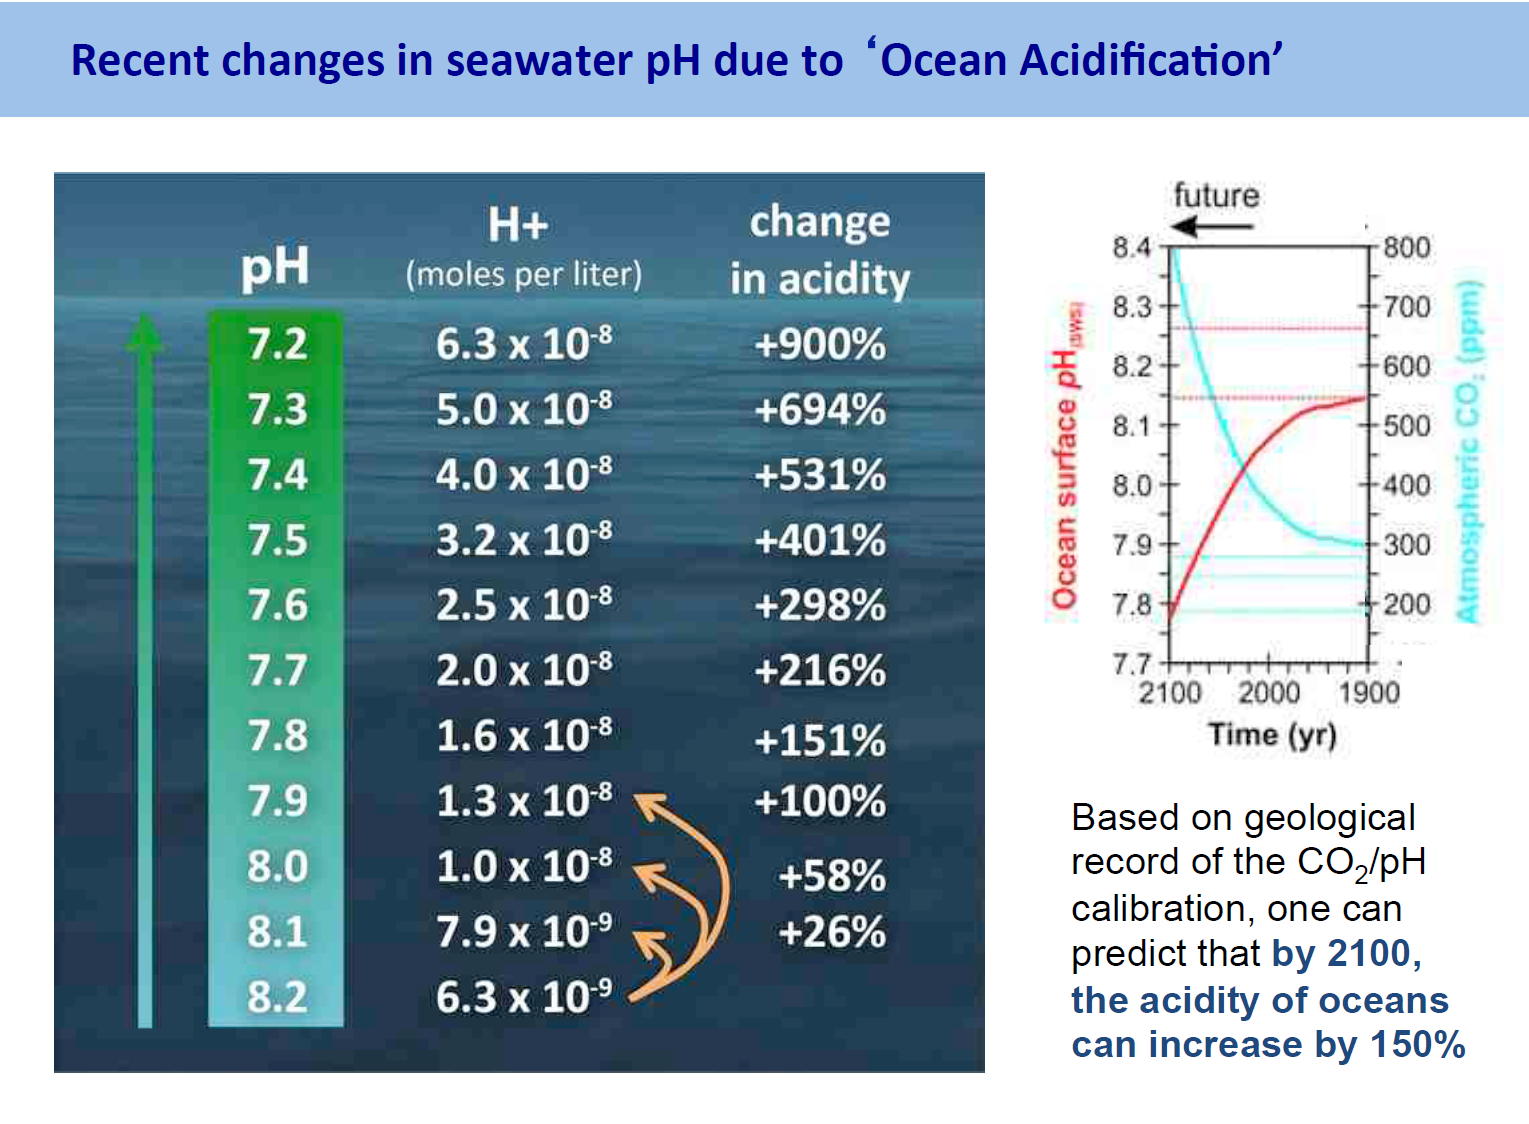 Recent changes in seawater pH due to ‘Ocean Acidification’
pH
H+
(moles per liter)
change
in acidity
7.2 6.3 x 10⁻⁸ +900%
7.3 5.0 x 10⁻⁸ +694%
7.4 4.0 x 10⁻⁸ +531%
7.5 3.2 x 10⁻⁸ +401%
7.6 2.5 x 10⁻⁸ +298%
7.7 2.0 x 10⁻⁸ +216%
7.8 1.6 x 10⁻⁸ +151%
7.9 1.3 x 10⁻⁸ +100%
8.0 1.0 x 10⁻⁸ +58%
8.1 7.9 x 10⁻⁹ +26%
8.2 6.3 x 10⁻⁹
future
Ocean surface pH(SWS)
8.4
8.3
8.2
8.1
8.0
7.9
7.8
7.7
800
700
600
500
400
300
200
Atmospheric CO₂ (ppm)
2100 2000 1900
Time (yr)
Based on geological
record of the CO₂/pH
calibration, one can
predict that by 2100,
the acidity of oceans
can increase by 150%